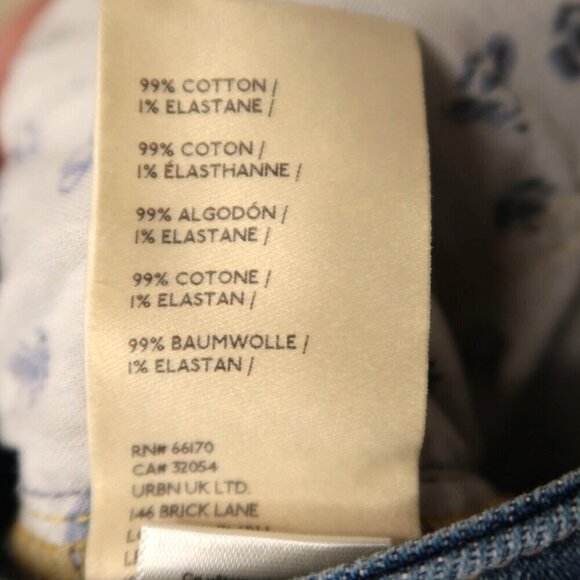 99% COTTON /
1% ELASTANE /
99% COTON /
1% ÉLASTHANNE /
99% ALGODÓN /
1% ELASTANE /
99% COTONE /
1% ELASTAN /
99% BAUMWOLLE /
1% ELASTAN /
RN# 66170
CA# 32054
URBN UK LTD.
146 BRICK LANE